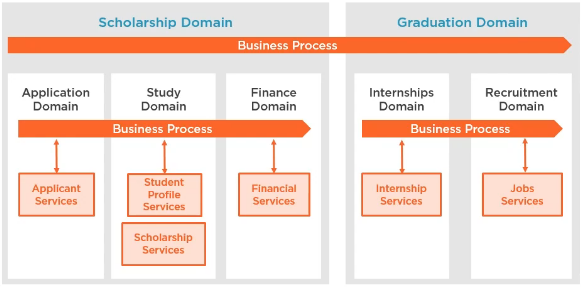 Scholarship Domain
Graduation Domain
Business Process
Application
Domain
Study
Domain
Finance
Domain
Internships
Domain
Recruitment
Domain
Business Process
Business Process
Applicant
Services
Student
Profile
Services
Financial
Services
Internship
Services
Jobs
Services
Scholarship
Services